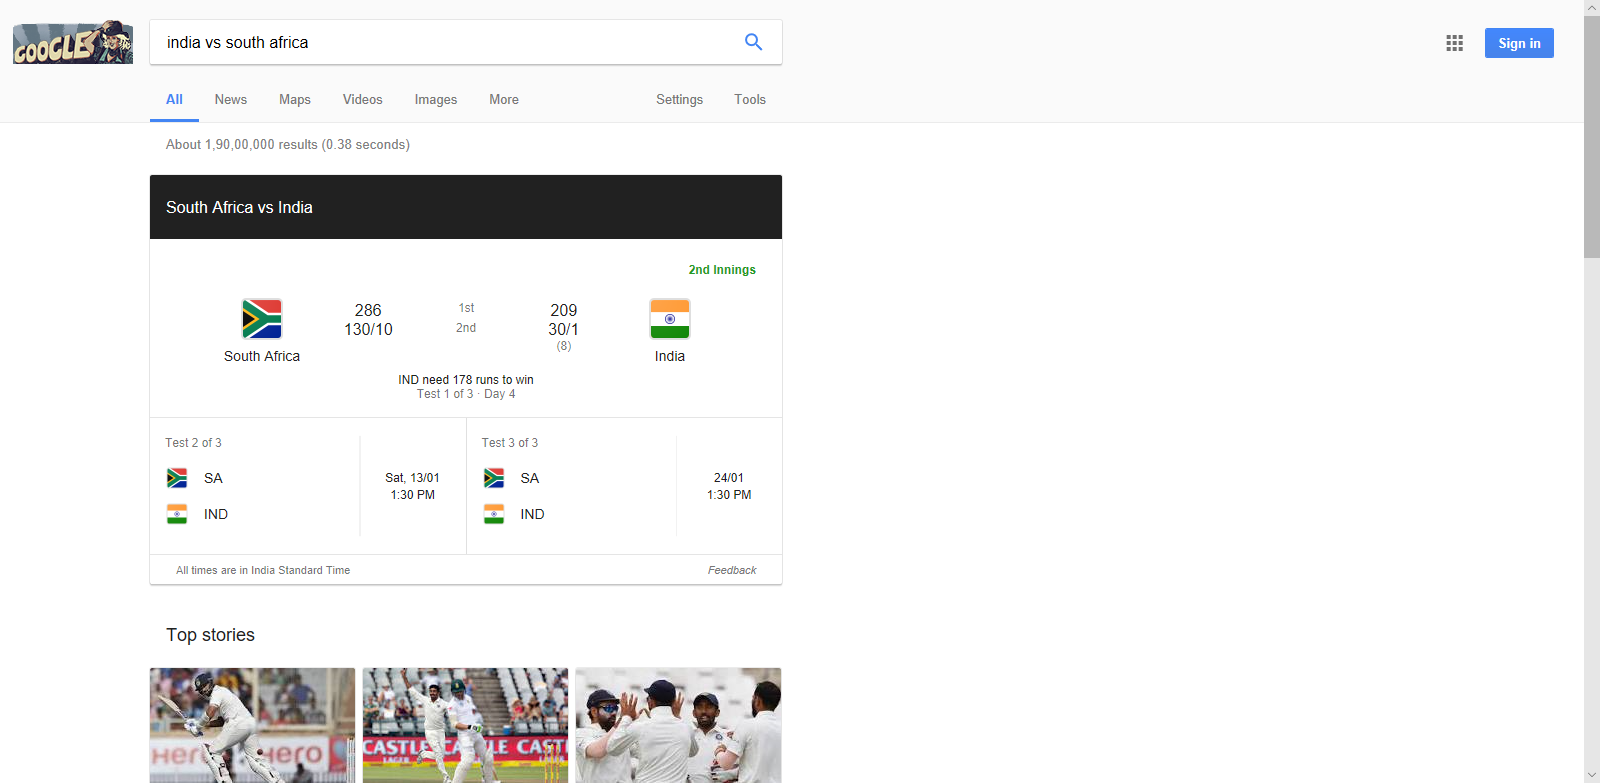 GOOGLE
india vs south africa
Sign in
All News Maps Videos Images More Settings Tools
About 1,90,00,000 results (0.38 seconds)
South Africa vs India
2nd Innings
286 1st 209
130/10 2nd 30/1
(8)
South Africa India
IND need 178 runs to win
Test 1 of 3 · Day 4
Test 2 of 3
SA
IND
Sat, 13/01
1:30 PM
Test 3 of 3
SA
IND
24/01
1:30 PM
All times are in India Standard Time Feedback
Top stories
Hero hero
CASTLE CASTLE CAST
LAGER